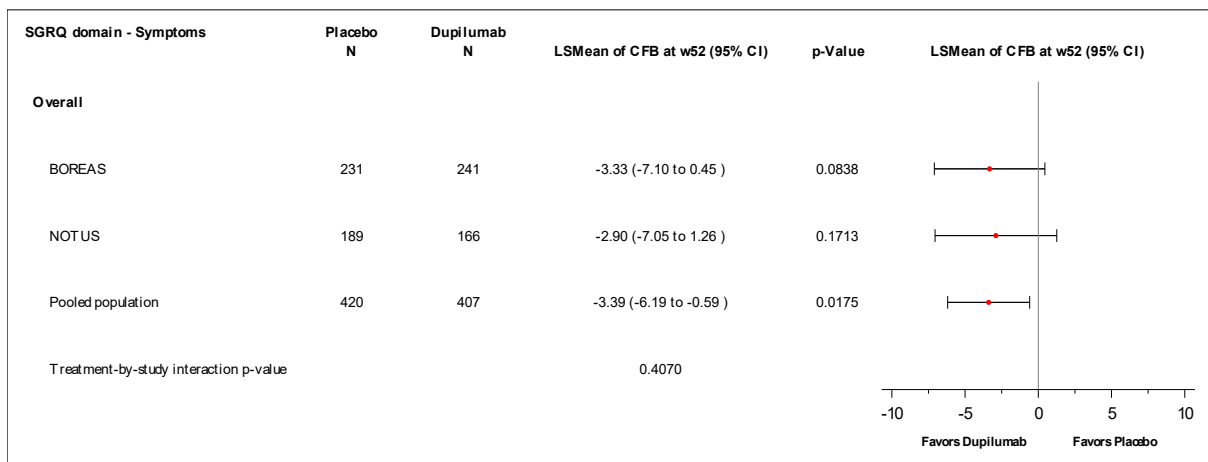 SGRQ domain - Symptoms Placebo Dupilumab
N N LSMean of CFB at w52 (95% CI) p-Value LSMean of CFB at w52 (95% CI)
Overall
BOREAS 231 241 -3.33 (-7.10 to 0.45 ) 0.0838
NOTUS 189 166 -2.90 (-7.05 to 1.26 ) 0.1713
Pooled population 420 407 -3.39 (-6.19 to -0.59 ) 0.0175
Treatment-by-study interaction p-value 0.4070
-10 -5 0 5 10
Favors Dupilumab Favors Placebo